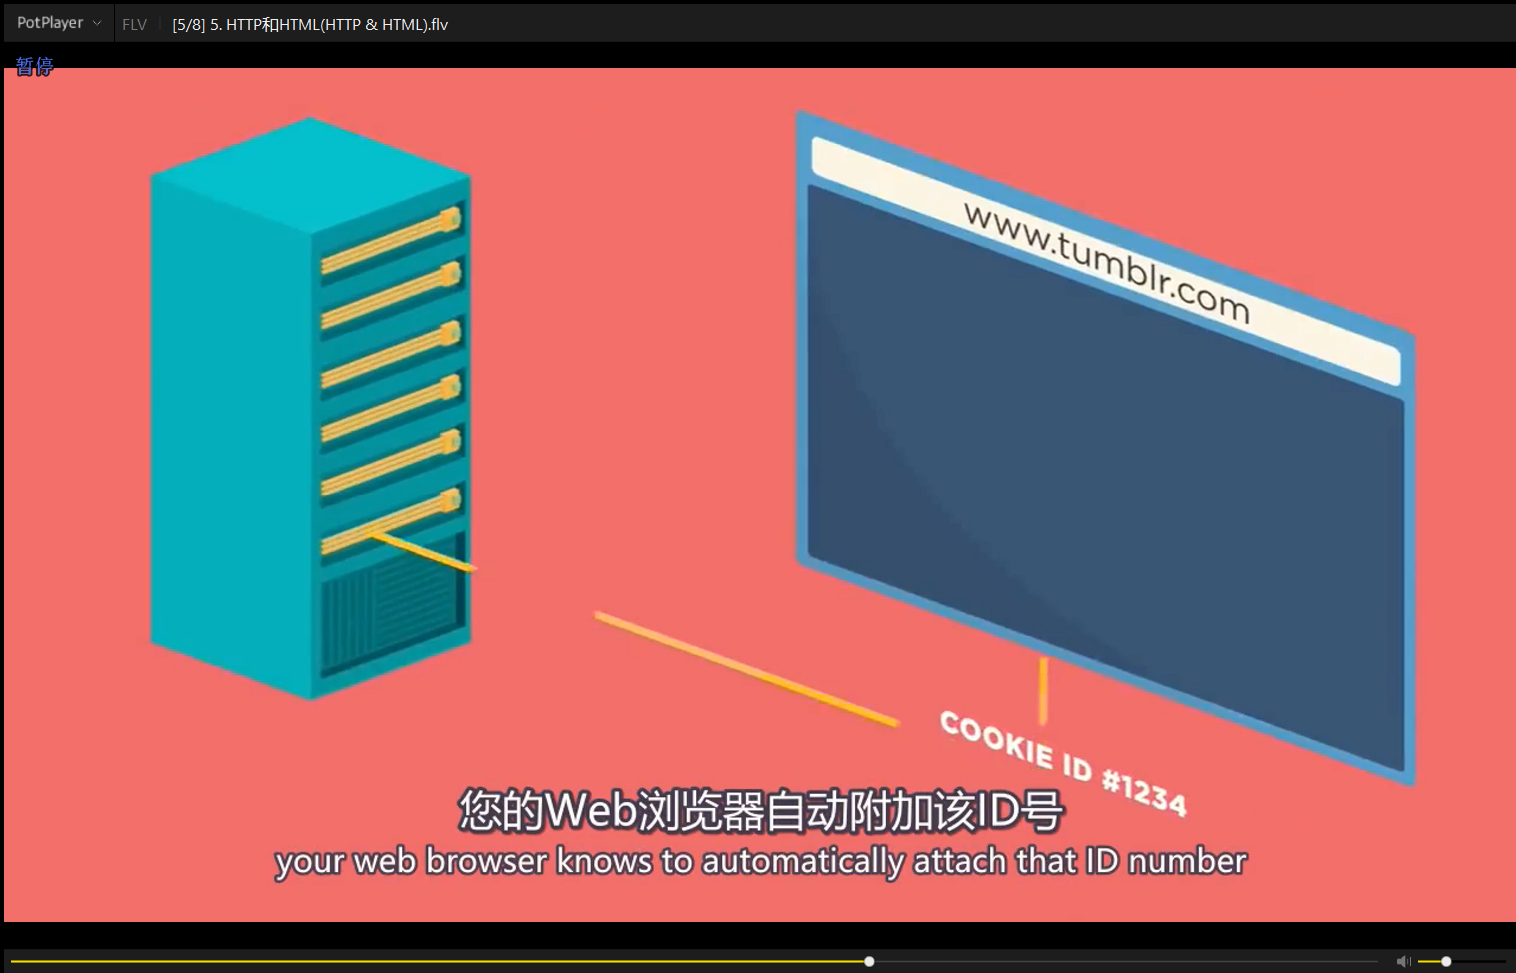 PotPlayer FLV [5/8] 5. HTTP和HTML(HTTP & HTML).flv
暂停
www.tumblr.com
COOKIE ID #1234
您的Web浏览器自动附加该ID号
your web browser knows to automatically attach that ID number